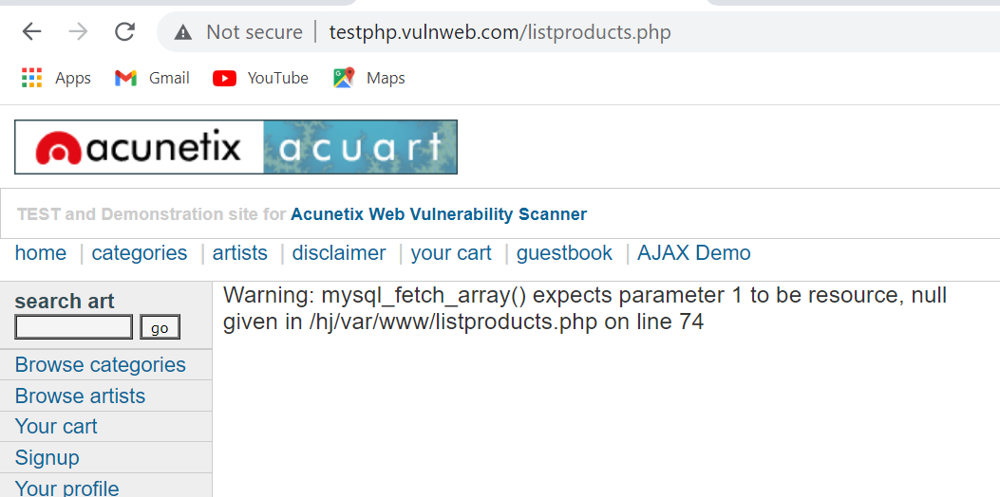 Not secure | testphp.vulnweb.com/listproducts.php
Apps Gmail YouTube Maps
acunetix acuart
TEST and Demonstration site for Acunetix Web Vulnerability Scanner
home | categories | artists | disclaimer | your cart | guestbook | AJAX Demo
search art
go
Browse categories
Browse artists
Your cart
Signup
Your profile
Warning: mysql_fetch_array() expects parameter 1 to be resource, null
given in /hj/var/www/listproducts.php on line 74